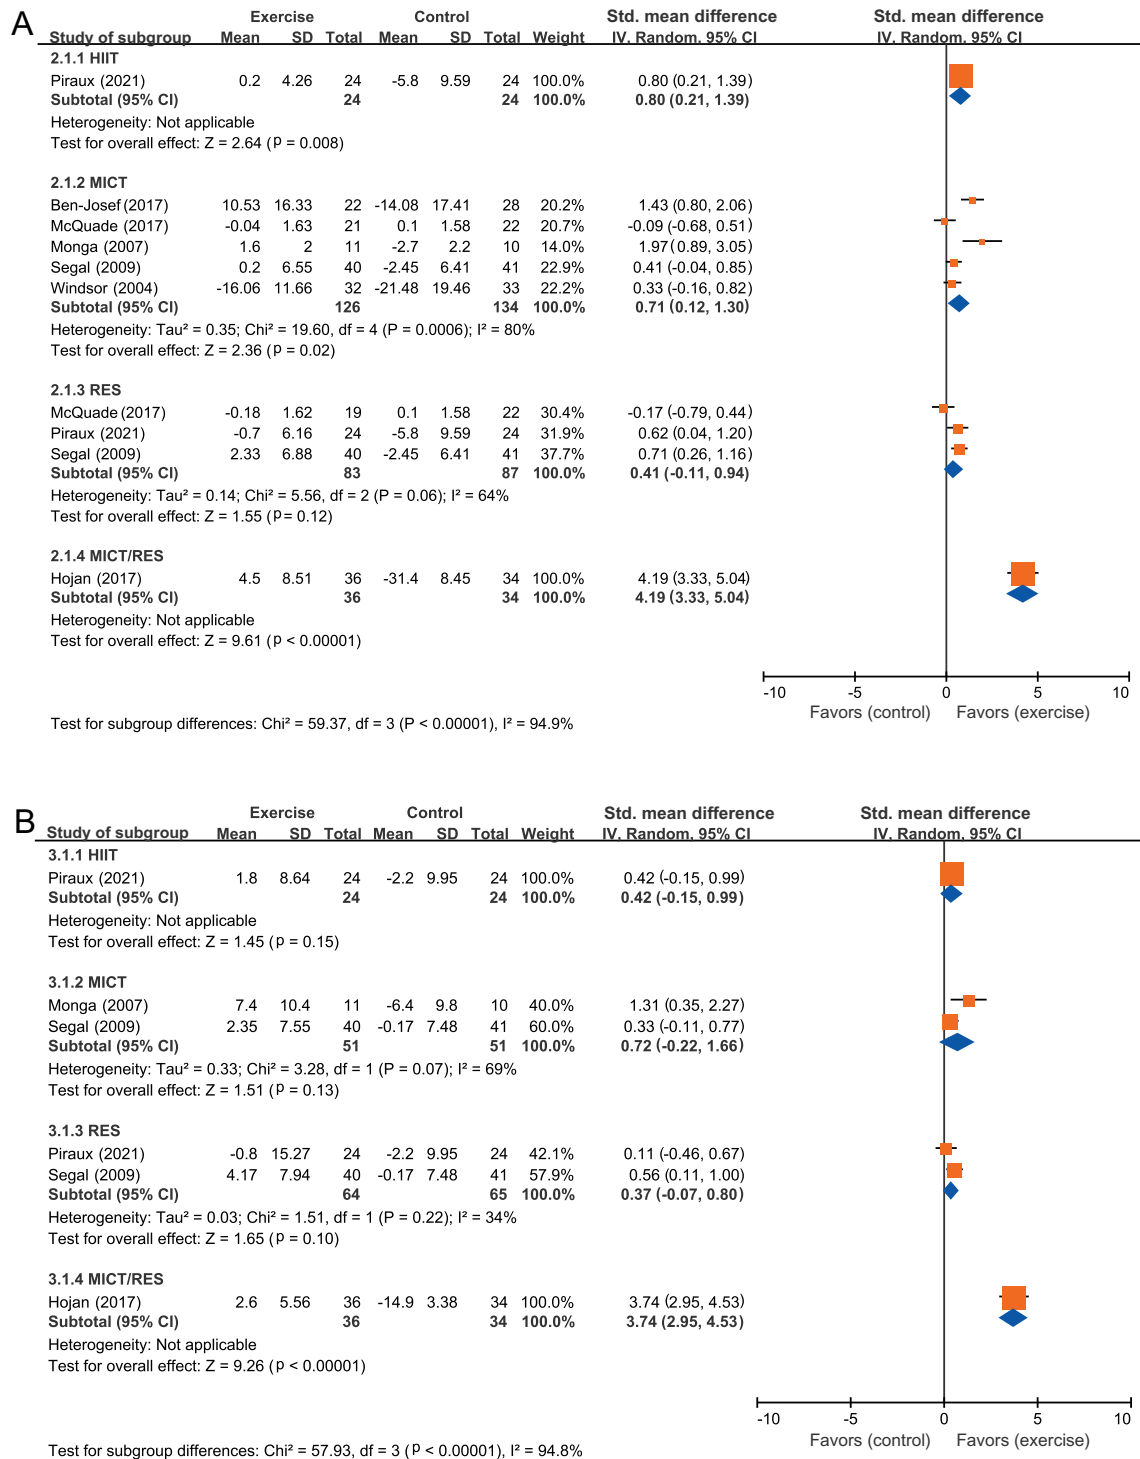 A
Exercise Control Std. mean difference Std. mean difference
Study of subgroup Mean SD Total Mean SD Total Weight IV. Random. 95% CI IV. Random. 95% CI
2.1.1 HIIT
Piraux (2021) 0.2 4.26 24 -5.8 9.59 24 100.0% 0.80 (0.21, 1.39)
Subtotal (95% CI) 24 24 100.0% 0.80 (0.21, 1.39)
Heterogeneity: Not applicable
Test for overall effect: Z = 2.64 (p = 0.008)
2.1.2 MICT
Ben-Josef (2017) 10.53 16.33 22 -14.08 17.41 28 20.2% 1.43 (0.80, 2.06)
McQuade (2017) -0.04 1.63 21 0.1 1.58 22 20.7% -0.09 (-0.68, 0.51)
Monga (2007) 1.6 2 11 -2.7 2.2 10 14.0% 1.97 (0.89, 3.05)
Segal (2009) 0.2 6.55 40 -2.45 6.41 41 22.9% 0.41 (-0.04, 0.85)
Windsor (2004) -16.06 11.66 32 -21.48 19.46 33 22.2% 0.33 (-0.16, 0.82)
Subtotal (95% CI) 126 134 100.0% 0.71 (0.12, 1.30)
Heterogeneity: Tau² = 0.35; Chi² = 19.60, df = 4 (P = 0.0006); I² = 80%
Test for overall effect: Z = 2.36 (p = 0.02)
2.1.3 RES
McQuade (2017) -0.18 1.62 19 0.1 1.58 22 30.4% -0.17 (-0.79, 0.44)
Piraux (2021) -0.7 6.16 24 -5.8 9.59 24 31.9% 0.62 (0.04, 1.20)
Segal (2009) 2.33 6.88 40 -2.45 6.41 41 37.7% 0.71 (0.26, 1.16)
Subtotal (95% CI) 83 87 100.0% 0.41 (-0.11, 0.94)
Heterogeneity: Tau² = 0.14; Chi² = 5.56, df = 2 (P = 0.06); I² = 64%
Test for overall effect: Z = 1.55 (p = 0.12)
2.1.4 MICT/RES
Hojan (2017) 4.5 8.51 36 -31.4 8.45 34 100.0% 4.19 (3.33, 5.04)
Subtotal (95% CI) 36 34 100.0% 4.19 (3.33, 5.04)
Heterogeneity: Not applicable
Test for overall effect: Z = 9.61 (p < 0.00001)
-10 -5 0 5 10
Favors (control) Favors (exercise)
Test for subgroup differences: Chi² = 59.37, df = 3 (P < 0.00001), I² = 94.9%
B
Exercise Control Std. mean difference Std. mean difference
Study of subgroup Mean SD Total Mean SD Total Weight IV. Random. 95% CI IV. Random. 95% CI
3.1.1 HIIT
Piraux (2021) 1.8 8.64 24 -2.2 9.95 24 100.0% 0.42 (-0.15, 0.99)
Subtotal (95% CI) 24 24 100.0% 0.42 (-0.15, 0.99)
Heterogeneity: Not applicable
Test for overall effect: Z = 1.45 (p = 0.15)
3.1.2 MICT
Monga (2007) 7.4 10.4 11 -6.4 9.8 10 40.0% 1.31 (0.35, 2.27)
Segal (2009) 2.35 7.55 40 -0.17 7.48 41 60.0% 0.33 (-0.11, 0.77)
Subtotal (95% CI) 51 51 100.0% 0.72 (-0.22, 1.66)
Heterogeneity: Tau² = 0.33; Chi² = 3.28, df = 1 (P = 0.07); I² = 69%
Test for overall effect: Z = 1.51 (p = 0.13)
3.1.3 RES
Piraux (2021) -0.8 15.27 24 -2.2 9.95 24 42.1% 0.11 (-0.46, 0.67)
Segal (2009) 4.17 7.94 40 -0.17 7.48 41 57.9% 0.56 (0.11, 1.00)
Subtotal (95% CI) 64 65 100.0% 0.37 (-0.07, 0.80)
Heterogeneity: Tau² = 0.03; Chi² = 1.51, df = 1 (P = 0.22); I² = 34%
Test for overall effect: Z = 1.65 (p = 0.10)
3.1.4 MICT/RES
Hojan (2017) 2.6 5.56 36 -14.9 3.38 34 100.0% 3.74 (2.95, 4.53)
Subtotal (95% CI) 36 34 100.0% 3.74 (2.95, 4.53)
Heterogeneity: Not applicable
Test for overall effect: Z = 9.26 (p < 0.00001)
-10 -5 0 5 10
Favors (control) Favors (exercise)
Test for subgroup differences: Chi² = 57.93, df = 3 (p < 0.00001), I² = 94.8%